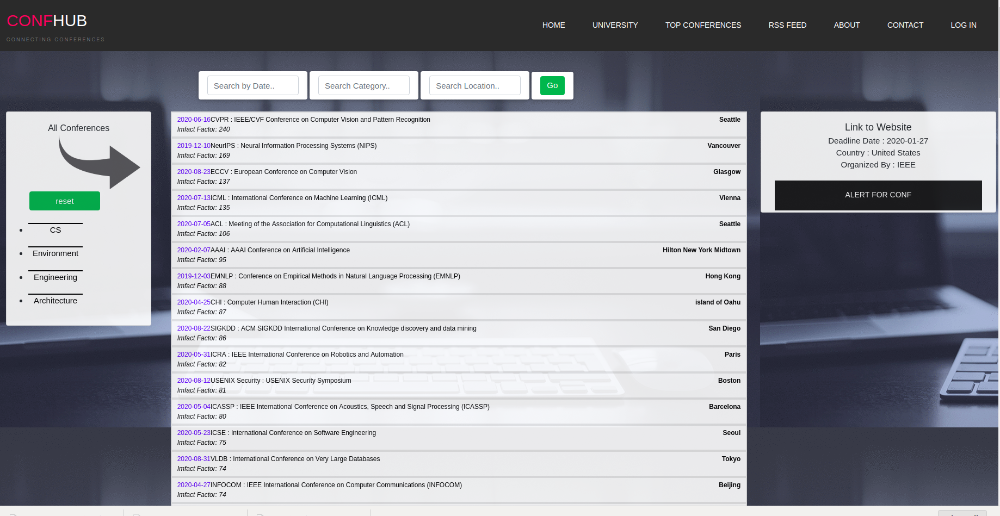 CONFHUB
CONNECTING CONFERENCES
HOME
UNIVERSITY
TOP CONFERENCES
RSS FEED
ABOUT
CONTACT
LOG IN
Search by Date..
Search Category..
Search Location..
Go
All Conferences
reset
CS
Environment
Engineering
Architecture
2020-06-16CVPR : IEEE/CVF Conference on Computer Vision and Pattern Recognition Seattle
Imfact Factor: 240
2019-12-10NeurIPS : Neural Information Processing Systems (NIPS) Vancouver
Imfact Factor: 169
2020-08-23ECCV : European Conference on Computer Vision Glasgow
Imfact Factor: 137
2020-07-13ICML : International Conference on Machine Learning (ICML) Vienna
Imfact Factor: 135
2020-07-05ACL : Meeting of the Association for Computational Linguistics (ACL) Seattle
Imfact Factor: 106
2020-02-07AAAI : AAAI Conference on Artificial Intelligence Hilton New York Midtown
Imfact Factor: 95
2019-12-03EMNLP : Conference on Empirical Methods in Natural Language Processing (EMNLP) Hong Kong
Imfact Factor: 88
2020-04-25CHI : Computer Human Interaction (CHI) island of Oahu
Imfact Factor: 87
2020-08-22SIGKDD : ACM SIGKDD International Conference on Knowledge discovery and data mining San Diego
Imfact Factor: 86
2020-05-31ICRA : IEEE International Conference on Robotics and Automation Paris
Imfact Factor: 82
2020-08-12USENIX Security : USENIX Security Symposium Boston
Imfact Factor: 81
2020-05-04ICASSP : IEEE International Conference on Acoustics, Speech and Signal Processing (ICASSP) Barcelona
Imfact Factor: 80
2020-05-23ICSE : International Conference on Software Engineering Seoul
Imfact Factor: 75
2020-08-31VLDB : International Conference on Very Large Databases Tokyo
Imfact Factor: 74
2020-04-27INFOCOM : IEEE International Conference on Computer Communications (INFOCOM) Beijing
Imfact Factor: 74
Link to Website
Deadline Date : 2020-01-27
Country : United States
Organized By : IEEE
ALERT FOR CONF